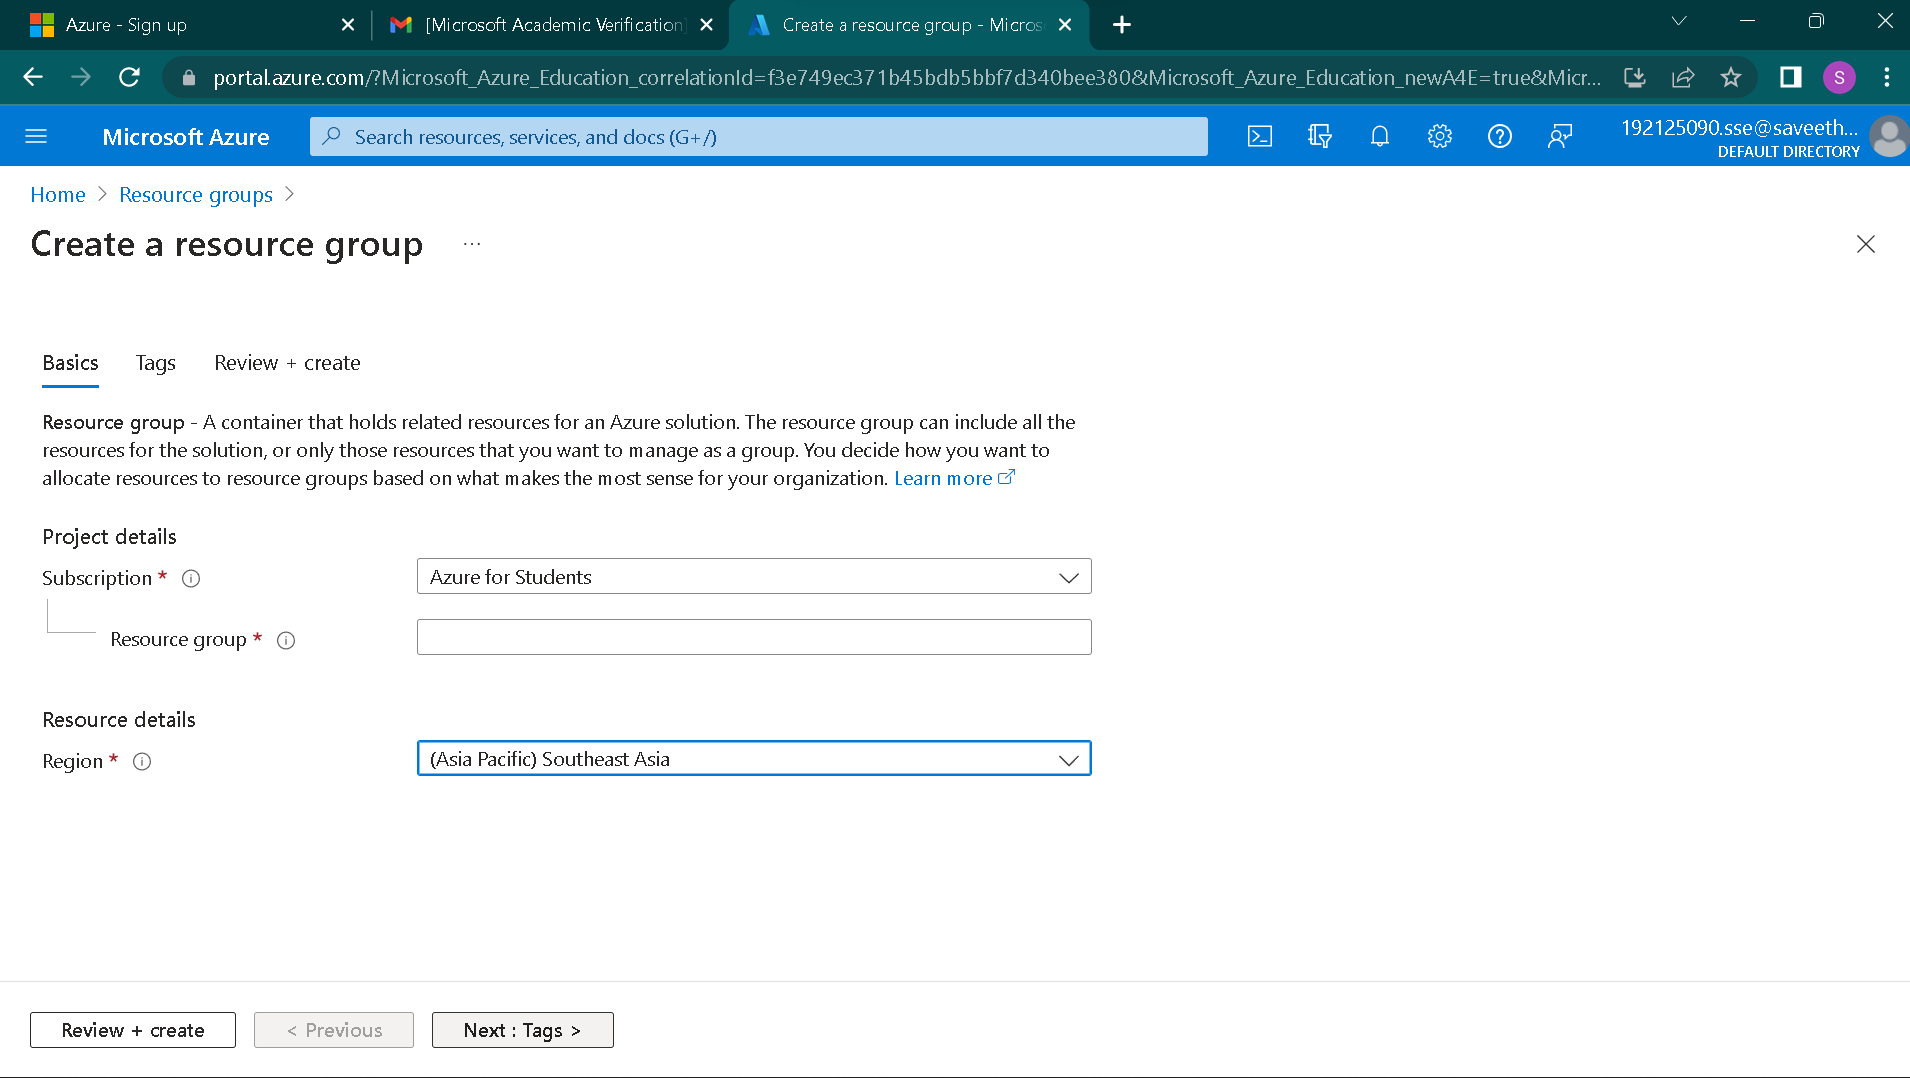 Azure - Sign up
[Microsoft Academic Verification]
Create a resource group - Micros
portal.azure.com/?Microsoft_Azure_Education_correlationId=f3e749ec371b45bdb5bbf7d340bee380&Microsoft_Azure_Education_newA4E=true&Micr...
S
Microsoft Azure
Search resources, services, and docs (G+/)
192125090.sse@saveeth...
DEFAULT DIRECTORY
Home > Resource groups >
Create a resource group ...
Basics Tags Review + create
Resource group - A container that holds related resources for an Azure solution. The resource group can include all the
resources for the solution, or only those resources that you want to manage as a group. You decide how you want to
allocate resources to resource groups based on what makes the most sense for your organization. Learn more
Project details
Subscription *
Azure for Students
Resource group *
Resource details
Region *
(Asia Pacific) Southeast Asia
Review + create
< Previous
Next : Tags >